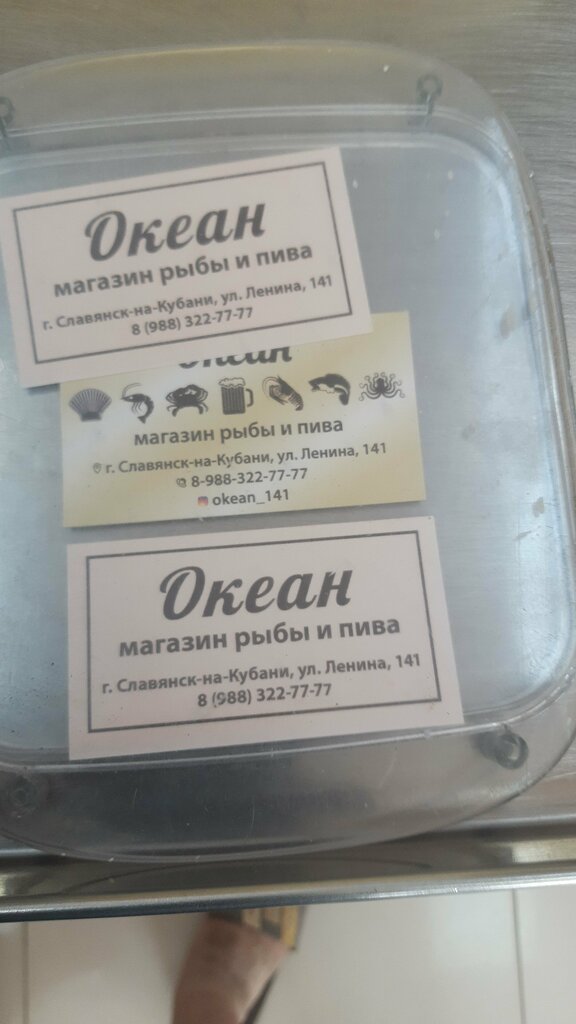 Океан
магазин рыбы и пива
г. Славянск-на-Кубани, ул. Ленина, 141
8 (988) 322-77-77
Океан
магазин рыбы и пива
г. Славянск-на-Кубани, ул. Ленина, 141
8-988-322-77-77
okean_141
Океан
магазин рыбы и пива
г. Славянск-на-Кубани, ул. Ленина, 141
8 (988) 322-77-77